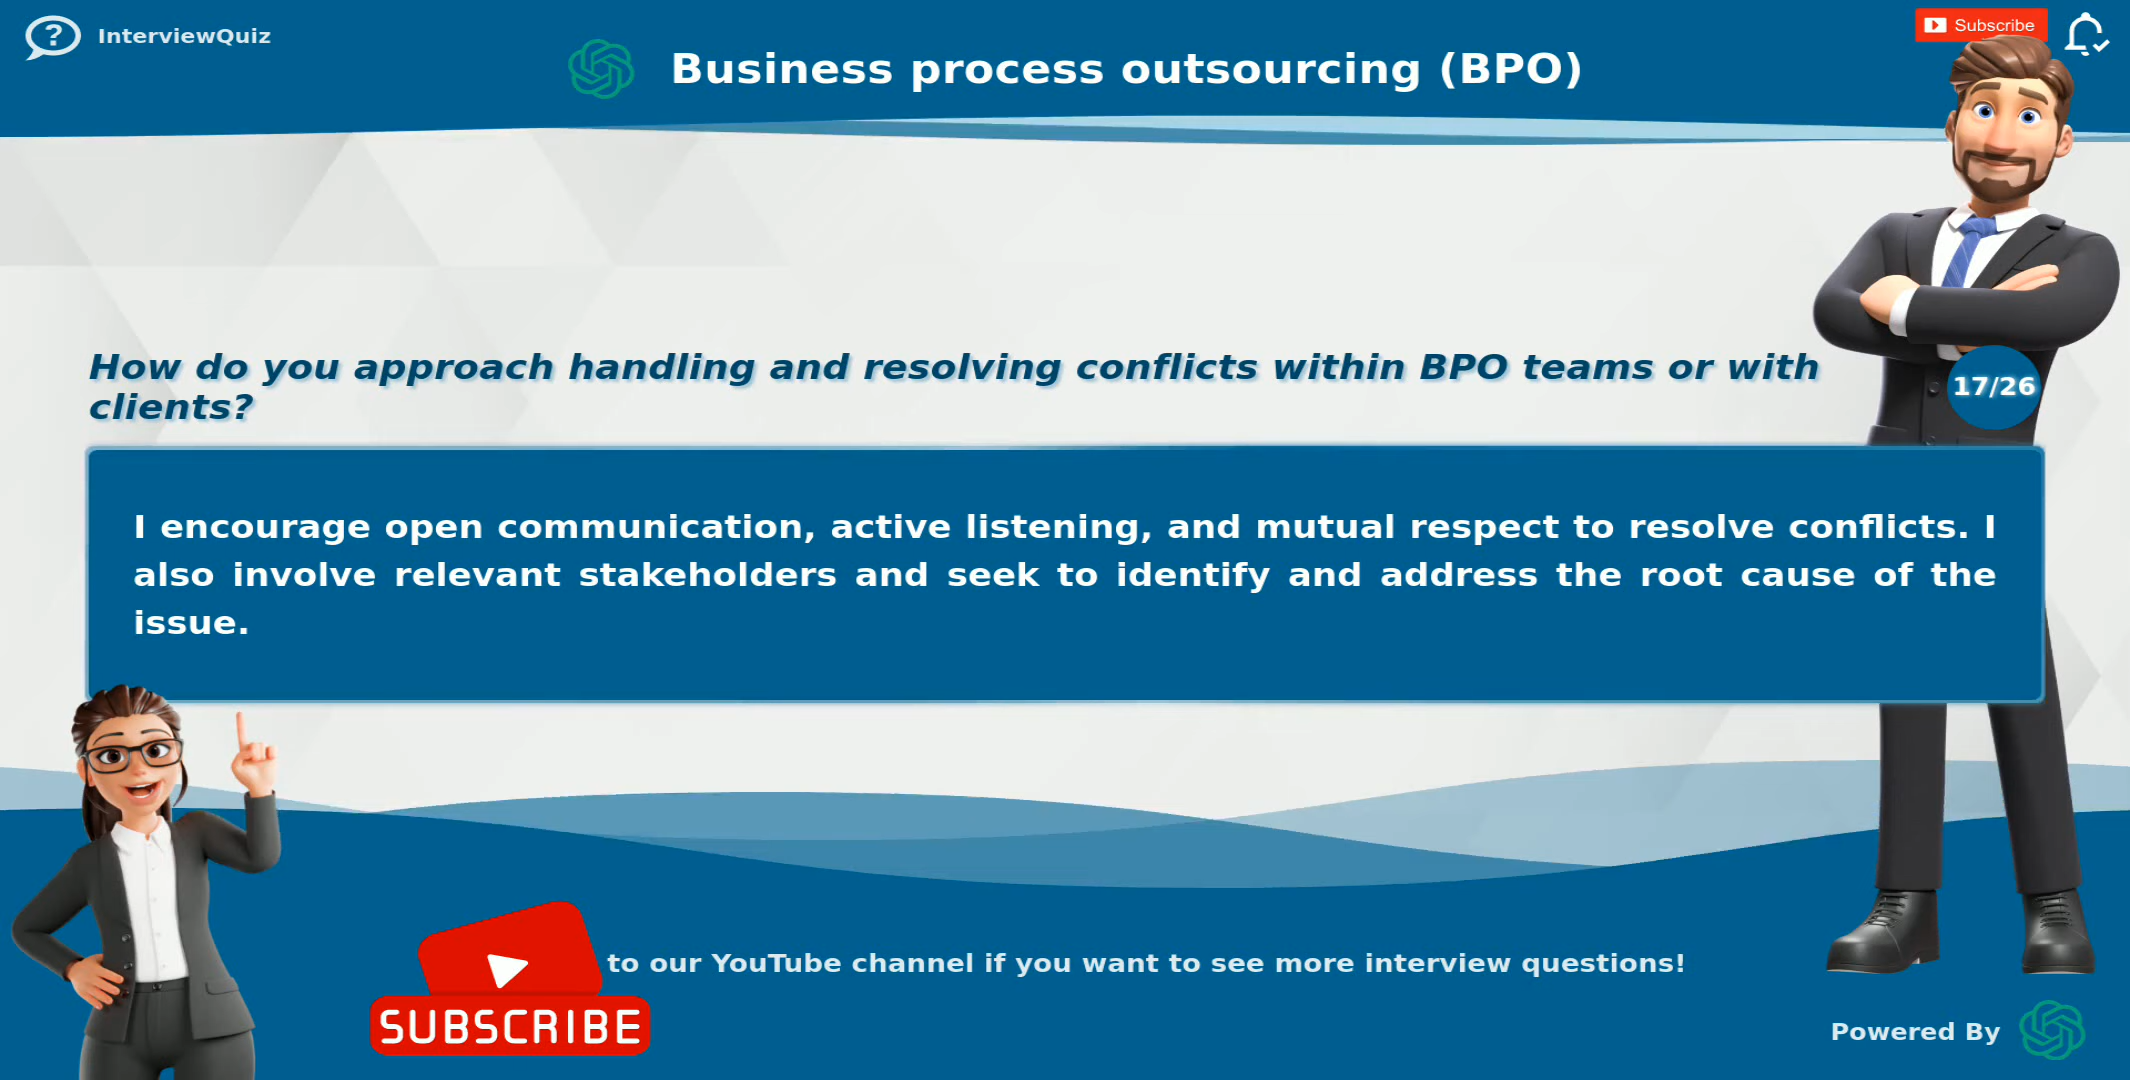 InterviewQuiz
Subscribe
Business process outsourcing (BPO)
How do you approach handling and resolving conflicts within BPO teams or with
clients?
17/26
I encourage open communication, active listening, and mutual respect to resolve conflicts. I
also involve relevant stakeholders and seek to identify and address the root cause of the
issue.
to our YouTube channel if you want to see more interview questions!
SUBSCRIBE
Powered By